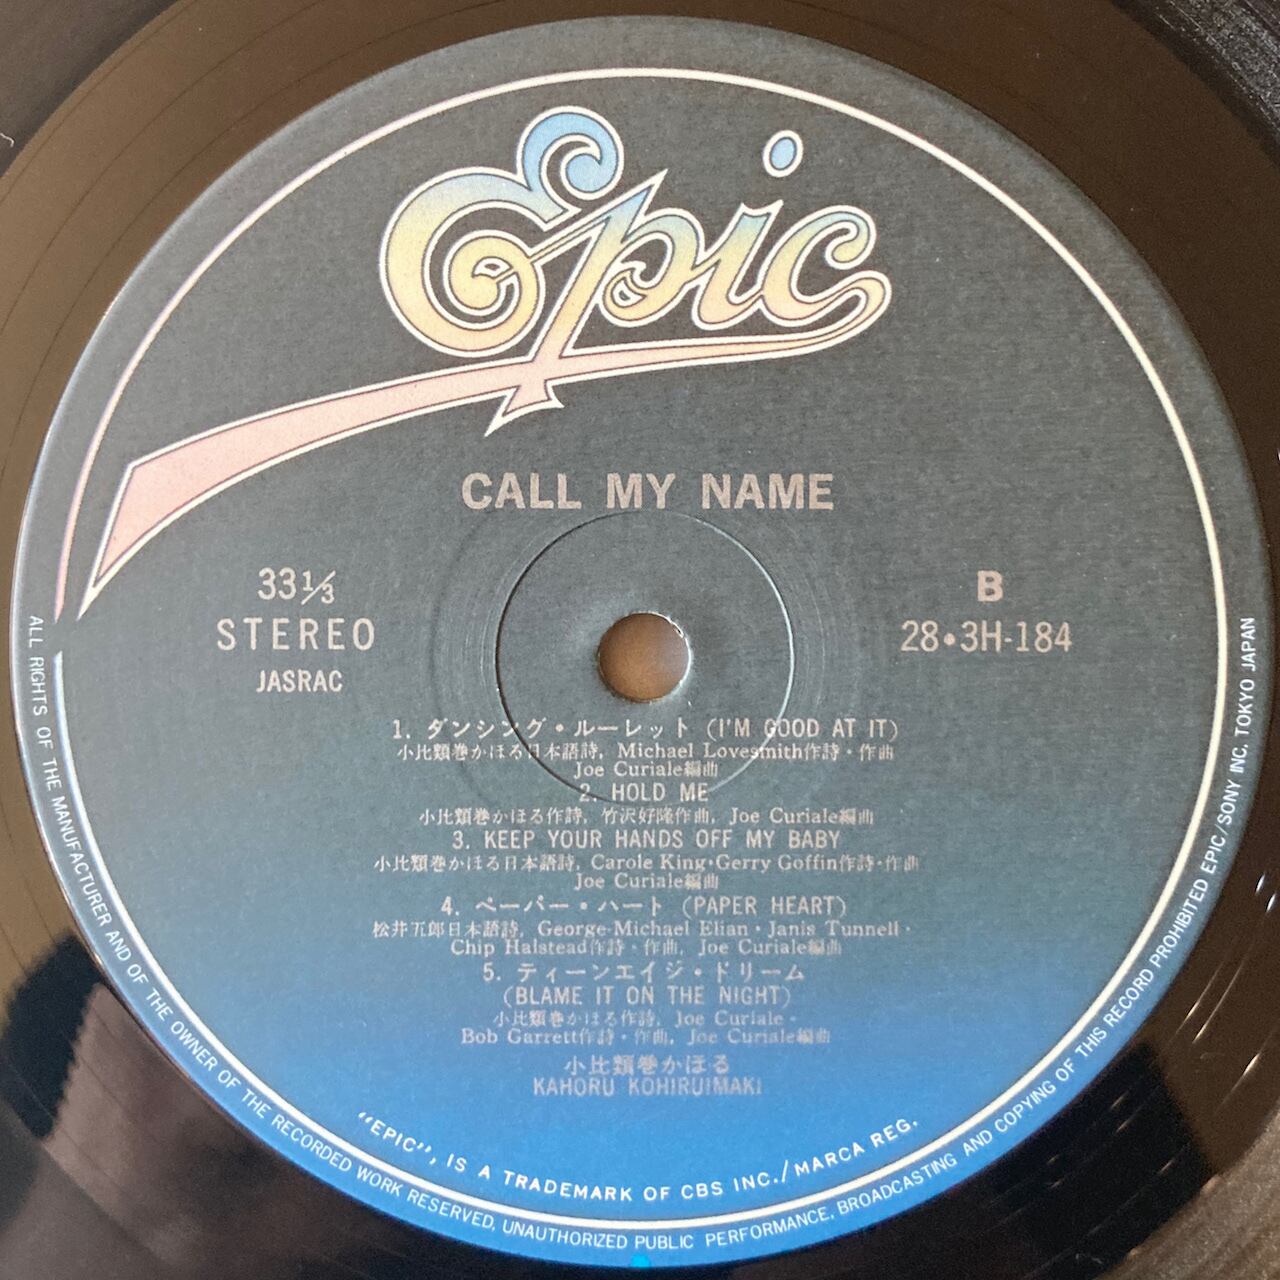 Epic
CALL MY NAME
33 1/3
STEREO
JASRAC
B
28•3H-184
1. ダンシング・ルーレット (I'M GOOD AT IT)
小比類巻かほる日本語詩, Michael Lovesmith作詩・作曲
Joe Curiale編曲
2. HOLD ME
小比類巻かほる作詩, 竹沢好隆作曲, Joe Curiale編曲
3. KEEP YOUR HANDS OFF MY BABY
小比類巻かほる日本語詩, Carole King・Gerry Goffin作詩・作曲
Joe Curiale編曲
4. ペーパー・ハート (PAPER HEART)
松井五郎日本語詩, George-Michael Elian・Janis Tunnell・
Chip Halstead作詩・作曲, Joe Curiale編曲
5. ティーンエイジ・ドリーム
(BLAME IT ON THE NIGHT)
小比類巻かほる作詩, Joe Curiale・
Bob Garrett作詩・作曲, Joe Curiale編曲
小比類巻かほる
KAHORU KOHIRUIMAKI
"EPIC", IS A TRADEMARK OF CBS INC./MARCA REG.
ALL RIGHTS OF THE MANUFACTURER AND OF THE OWNER OF THE RECORDED WORK RESERVED, UNAUTHORIZED PUBLIC PERFORMANCE, BROADCASTING AND COPYING OF THIS RECORD PROHIBITED EPIC/SONY INC. TOKYO JAPAN